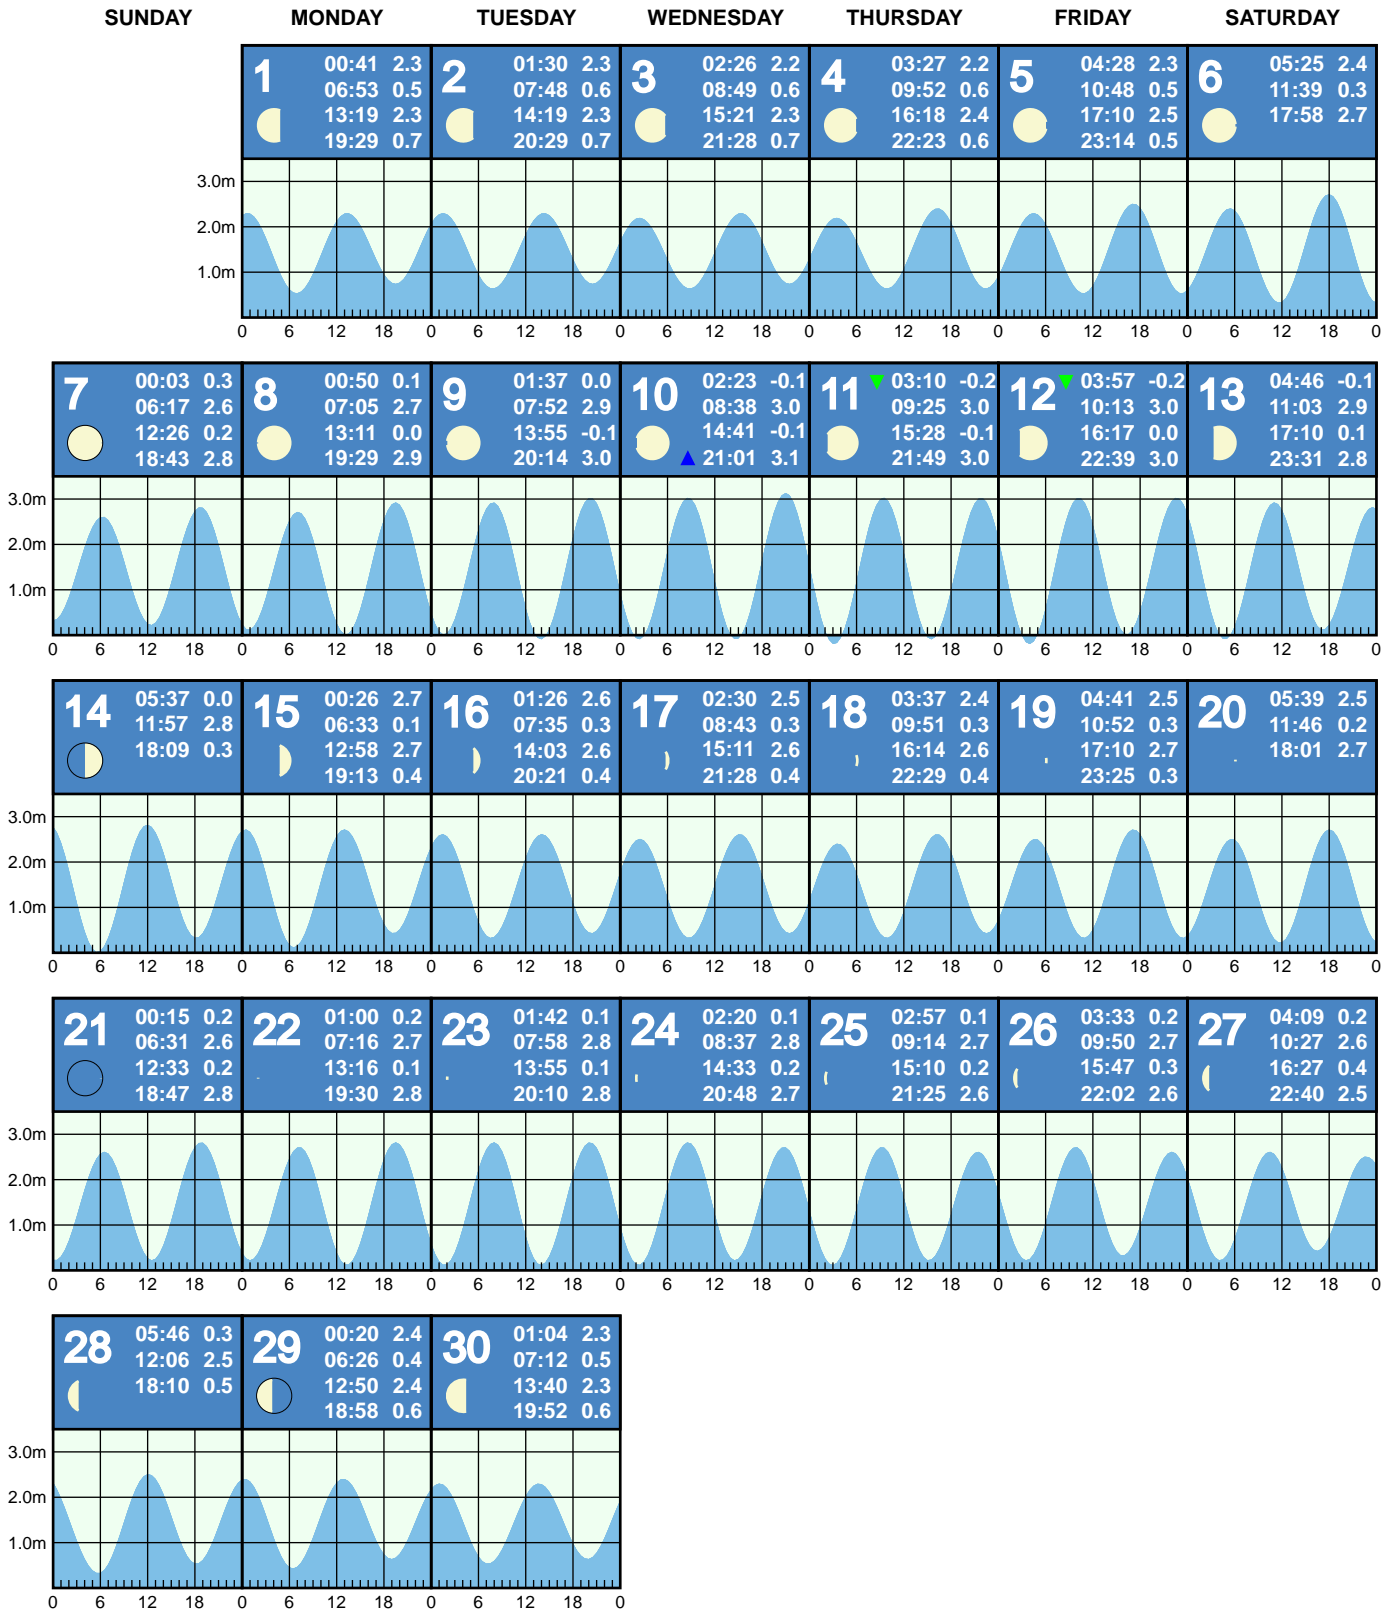 SUNDAY MONDAY TUESDAY WEDNESDAY THURSDAY FRIDAY SATURDAY
1 00:41 2.3
06:53 0.5
13:19 2.3
19:29 0.7
2 01:30 2.3
07:48 0.6
14:19 2.3
20:29 0.7
3 02:26 2.2
08:49 0.6
15:21 2.3
21:28 0.7
4 03:27 2.2
09:52 0.6
16:18 2.4
22:23 0.6
5 04:28 2.3
10:48 0.5
17:10 2.5
23:14 0.5
6 05:25 2.4
11:39 0.3
17:58 2.7
3.0m
2.0m
1.0m
0 6 12 18 0 6 12 18 0 6 12 18 0 6 12 18 0 6 12 18 0 6 12 18 0
7 00:03 0.3
06:17 2.6
12:26 0.2
18:43 2.8
8 00:50 0.1
07:05 2.7
13:11 0.0
19:29 2.9
9 01:37 0.0
07:52 2.9
13:55 -0.1
20:14 3.0
10 02:23 -0.1
08:38 3.0
14:41 -0.1
21:01 3.1
11 03:10 -0.2
09:25 3.0
15:28 -0.1
21:49 3.0
12 03:57 -0.2
10:13 3.0
16:17 0.0
22:39 3.0
13 04:46 -0.1
11:03 2.9
17:10 0.1
23:31 2.8
3.0m
2.0m
1.0m
0 6 12 18 0 6 12 18 0 6 12 18 0 6 12 18 0 6 12 18 0 6 12 18 0 6 12 18 0
14 05:37 0.0
11:57 2.8
18:09 0.3
15 00:26 2.7
06:33 0.1
12:58 2.7
19:13 0.4
16 01:26 2.6
07:35 0.3
14:03 2.6
20:21 0.4
17 02:30 2.5
08:43 0.3
15:11 2.6
21:28 0.4
18 03:37 2.4
09:51 0.3
16:14 2.6
22:29 0.4
19 04:41 2.5
10:52 0.3
17:10 2.7
23:25 0.3
20 05:39 2.5
11:46 0.2
18:01 2.7
3.0m
2.0m
1.0m
0 6 12 18 0 6 12 18 0 6 12 18 0 6 12 18 0 6 12 18 0 6 12 18 0 6 12 18 0
21 00:15 0.2
06:31 2.6
12:33 0.2
18:47 2.8
22 01:00 0.2
07:16 2.7
13:16 0.1
19:30 2.8
23 01:42 0.1
07:58 2.8
13:55 0.1
20:10 2.8
24 02:20 0.1
08:37 2.8
14:33 0.2
20:48 2.7
25 02:57 0.1
09:14 2.7
15:10 0.2
21:25 2.6
26 03:33 0.2
09:50 2.7
15:47 0.3
22:02 2.6
27 04:09 0.2
10:27 2.6
16:27 0.4
22:40 2.5
3.0m
2.0m
1.0m
0 6 12 18 0 6 12 18 0 6 12 18 0 6 12 18 0 6 12 18 0 6 12 18 0 6 12 18 0
28 05:46 0.3
12:06 2.5
18:10 0.5
29 00:20 2.4
06:26 0.4
12:50 2.4
18:58 0.6
30 01:04 2.3
07:12 0.5
13:40 2.3
19:52 0.6
3.0m
2.0m
1.0m
0 6 12 18 0 6 12 18 0 6 12 18 0